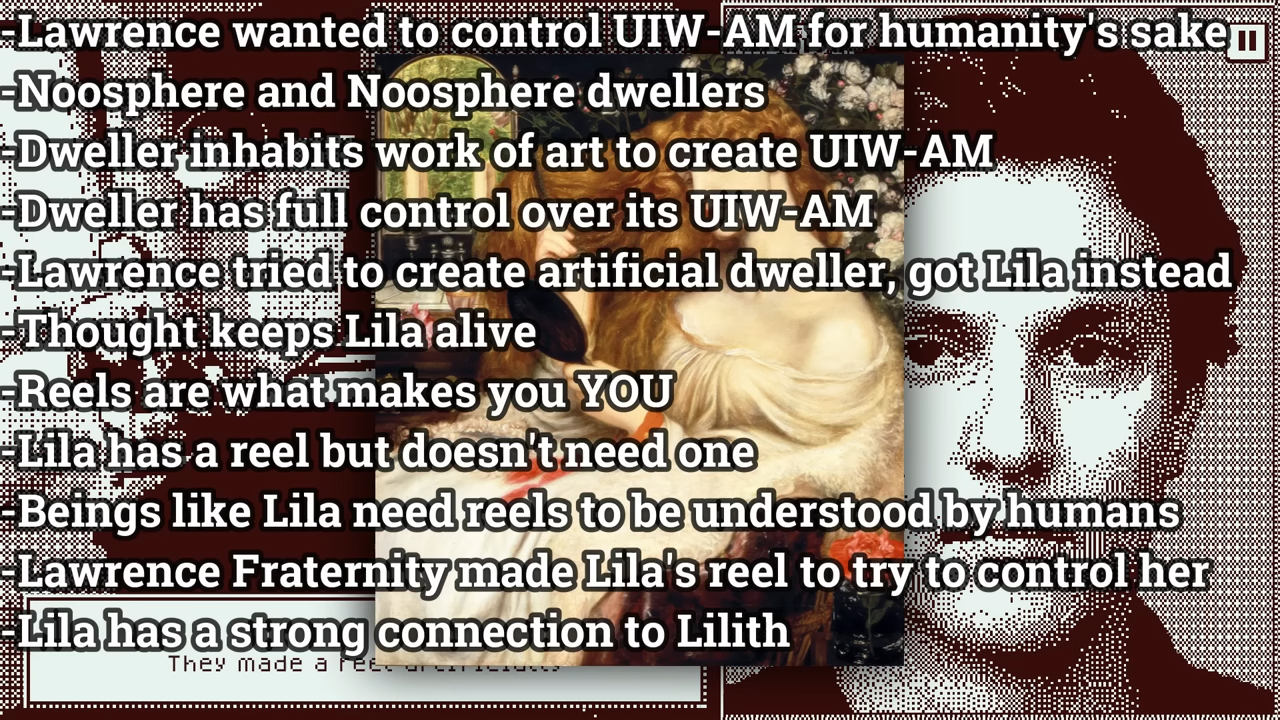 -Lawrence wanted to control UIW-AM for humanity's sake
-Noosphere and Noosphere dwellers
-Dweller inhabits work of art to create UIW-AM
-Dweller has full control over its UIW-AM
-Lawrence tried to create artificial dweller, got Lila instead
-Thought keeps Lila alive
-Reels are what makes you YOU
-Lila has a reel but doesn't need one
-Beings like Lila need reels to be understood by humans
-Lawrence Fraternity made Lila's reel to try to control her
-Lila has a strong connection to Lilith
They made a reel artificially